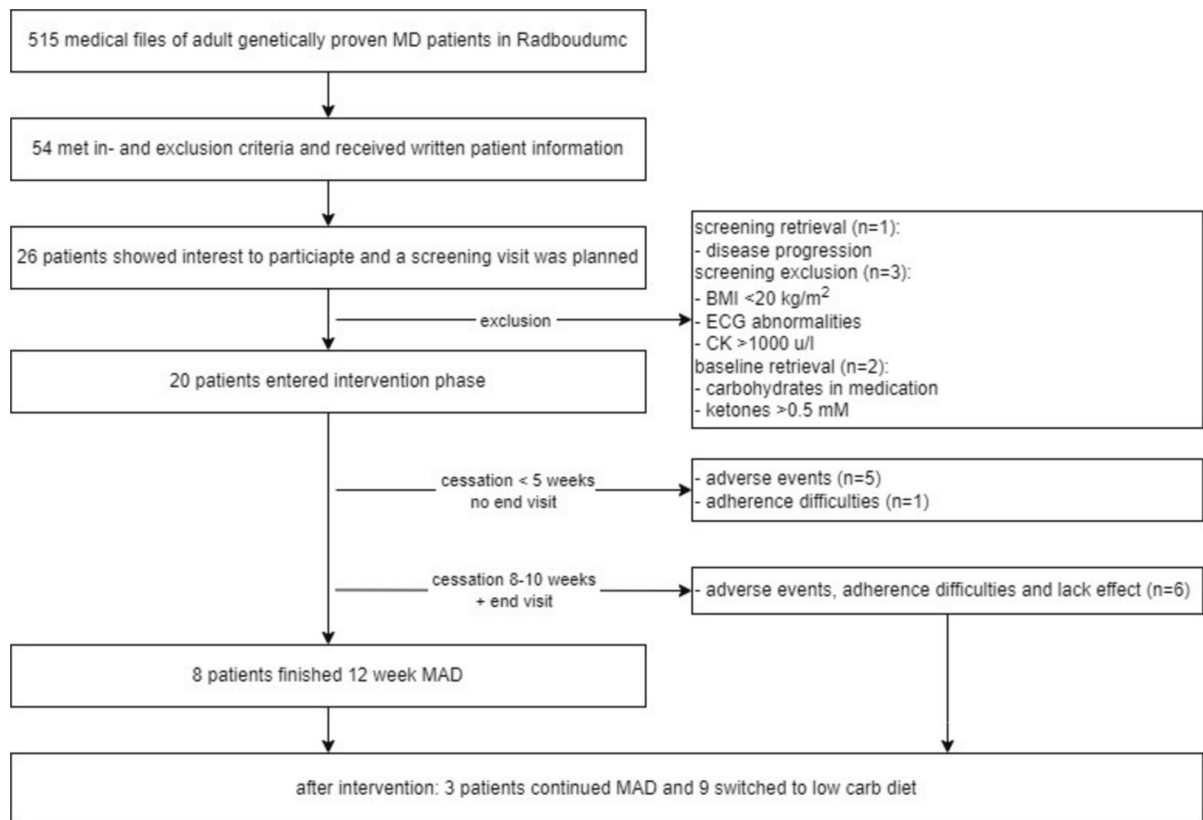 515 medical files of adult genetically proven MD patients in Radboudumc
54 met in- and exclusion criteria and received written patient information
26 patients showed interest to particiapte and a screening visit was planned
exclusion
screening retrieval (n=1):
- disease progression
screening exclusion (n=3):
- BMI <20 kg/m²
- ECG abnormalities
- CK >1000 u/l
baseline retrieval (n=2):
- carbohydrates in medication
- ketones >0.5 mM
20 patients entered intervention phase
cessation < 5 weeks
no end visit
- adverse events (n=5)
- adherence difficulties (n=1)
cessation 8-10 weeks
+ end visit
- adverse events, adherence difficulties and lack effect (n=6)
8 patients finished 12 week MAD
after intervention: 3 patients continued MAD and 9 switched to low carb diet